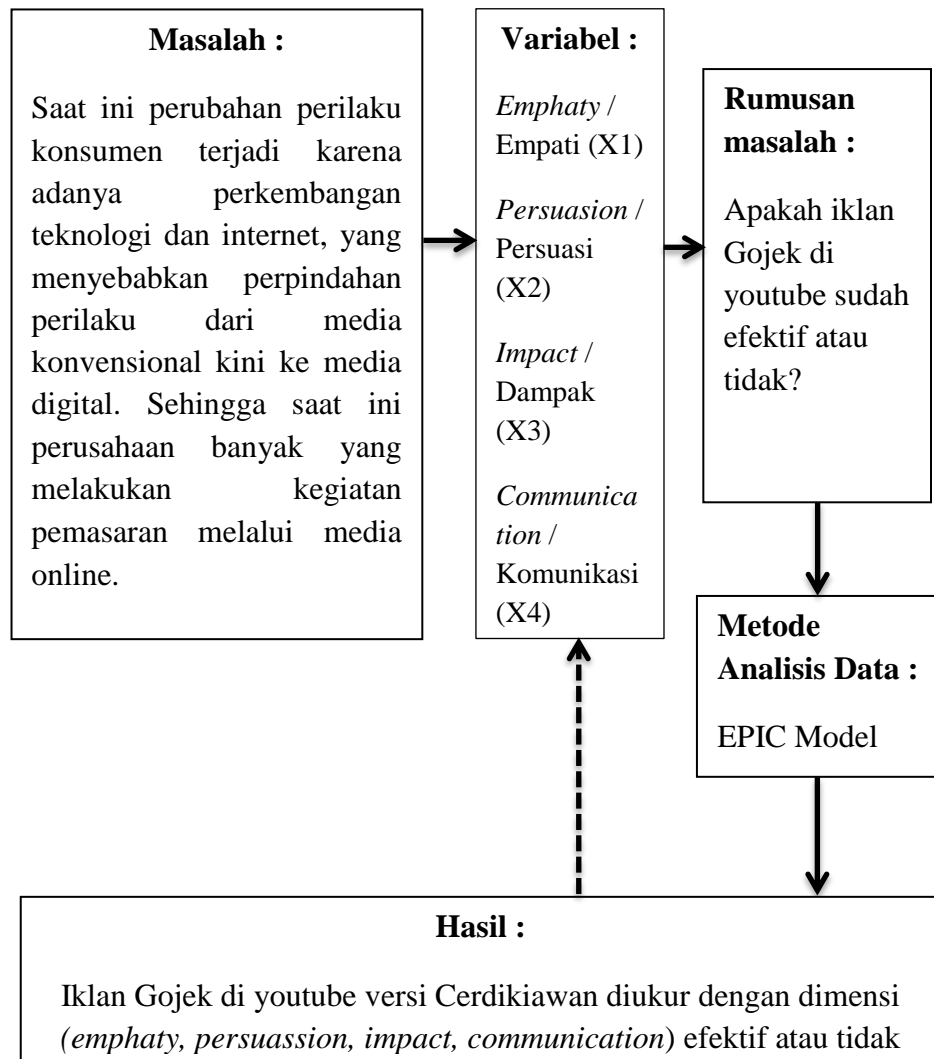 Masalah :
Saat ini perubahan perilaku
konsumen terjadi karena
adanya perkembangan
teknologi dan internet, yang
menyebabkan perpindahan
perilaku dari media
konvensional kini ke media
digital. Sehingga saat ini
perusahaan banyak yang
melakukan kegiatan
pemasaran melalui media
online.
Variabel :
Emphaty /
Empati (X1)
Persuasion /
Persuasi
(X2)
Impact /
Dampak
(X3)
Communica
tion /
Komunikasi
(X4)
Rumusan
masalah :
Apakah iklan
Gojek di
youtube sudah
efektif atau
tidak?
Metode
Analisis Data :
EPIC Model
Hasil :
Iklan Gojek di youtube versi Cerdikiawan diukur dengan dimensi
(emphaty, persuassion, impact, communication) efektif atau tidak